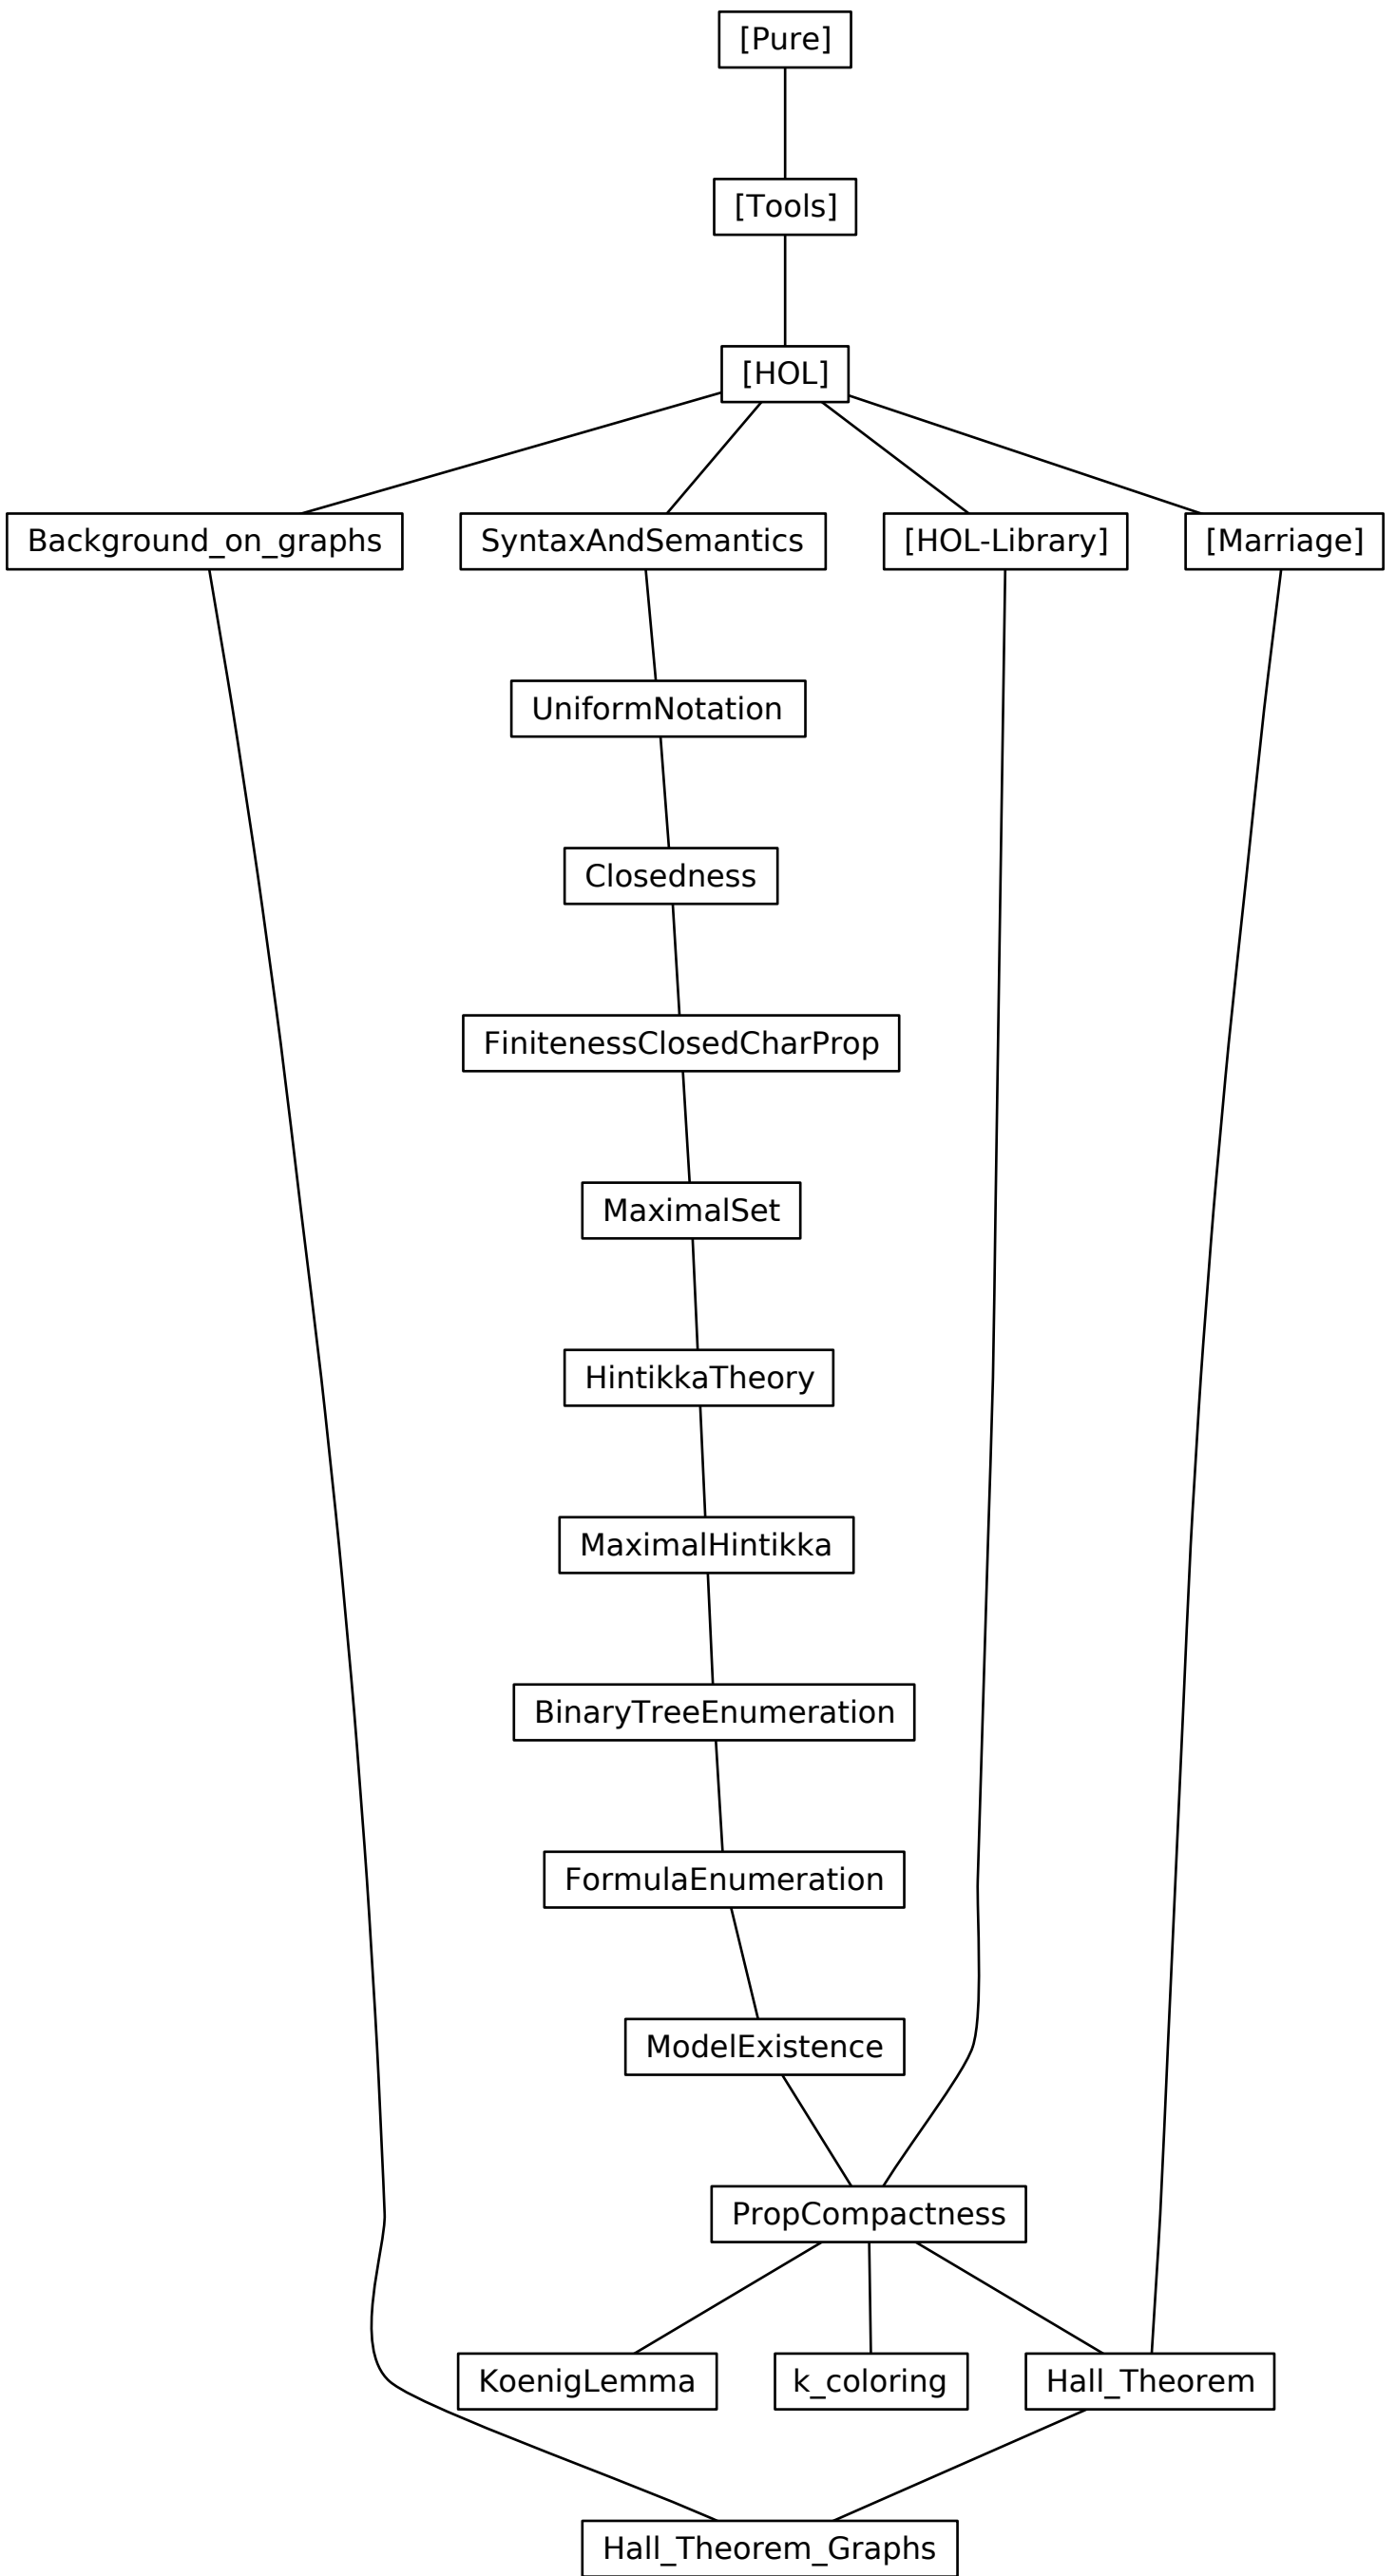 [Pure]
[Tools]
[HOL]
Background_on_graphs
SyntaxAndSemantics
[HOL-Library]
[Marriage]
UniformNotation
Closedness
FinitenessClosedCharProp
MaximalSet
HintikkaTheory
MaximalHintikka
BinaryTreeEnumeration
FormulaEnumeration
ModelExistence
PropCompactness
KoenigLemma
k_coloring
Hall_Theorem
Hall_Theorem_Graphs